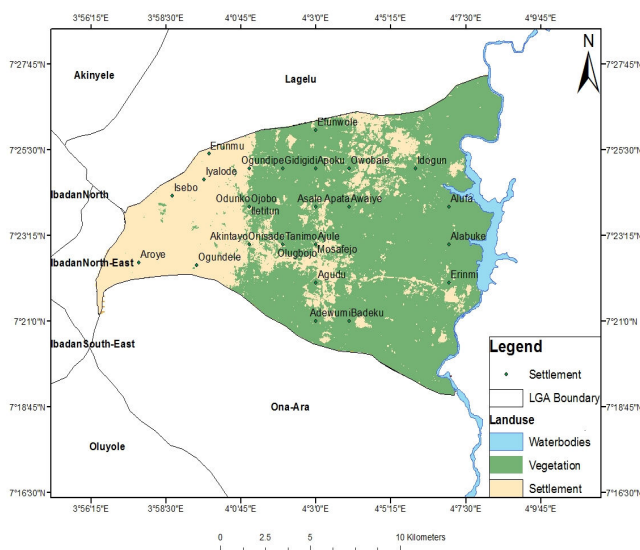 3°56'15"E 3°58'30"E 4°0'45"E 4°3'0"E 4°5'15"E 4°7'30"E 4°9'45"E
7°27'45"N 7°27'45"N
N
Akinyele
Lagelu
Efunwole
7°25'30"N 7°25'30"N
Erunmu
Ogundipe Gidigidi Apoku Owobale Idogun
Iyalode
Isebo
IbadanNorth
Oduniko Ojobo Asala Apata Awaiye Alufa
Iletitun
7°23'15"N 7°23'15"N
Akintayo Onisade Tanimo Ayule Alabuke
Olugbojo Mosafejo
IbadanNorth-East
Aroye Ogundele
Agudu Erinmi
7°21'0"N 7°21'0"N
Adewumi Badeku
IbadanSouth-East
Legend
Settlement
LGA Boundary
Landuse
Waterbodies
Vegetation
Settlement
7°18'45"N 7°18'45"N
Ona-Ara
Oluyole
7°16'30"N 7°16'30"N
3°56'15"E 3°58'30"E 4°0'45"E 4°3'0"E 4°5'15"E 4°7'30"E 4°9'45"E
0 2.5 5 10 Kilometers